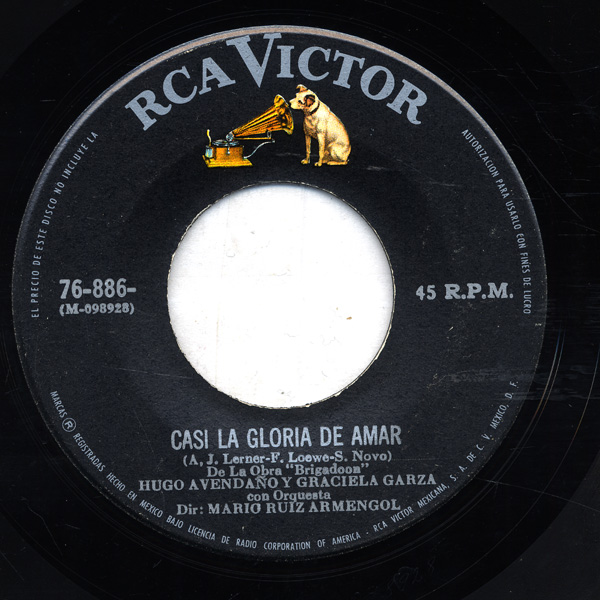 RCA VICTOR
EL PRECIO DE ESTE DISCO NO INCLUYE LA
AUTORIZACION PARA USARLO CON FINES DE LUCRO
76-886-
(M-098928)
45 R.P.M.
CASI LA GLORIA DE AMAR
(A, J. Lerner-F. Loewe-S. Novo)
De La Obra "Brigadoon"
HUGO AVENDAÑO Y GRACIELA GARZA
con Orquesta
Dir: MARIO RUIZ ARMENGOL
MARCAS ® REGISTRADAS HECHO EN MEXICO BAJO LICENCIA DE RADIO CORPORATION OF AMERICA - RCA VICTOR MEXICANA, S. A. DE C. V. MEXICO, D. F.